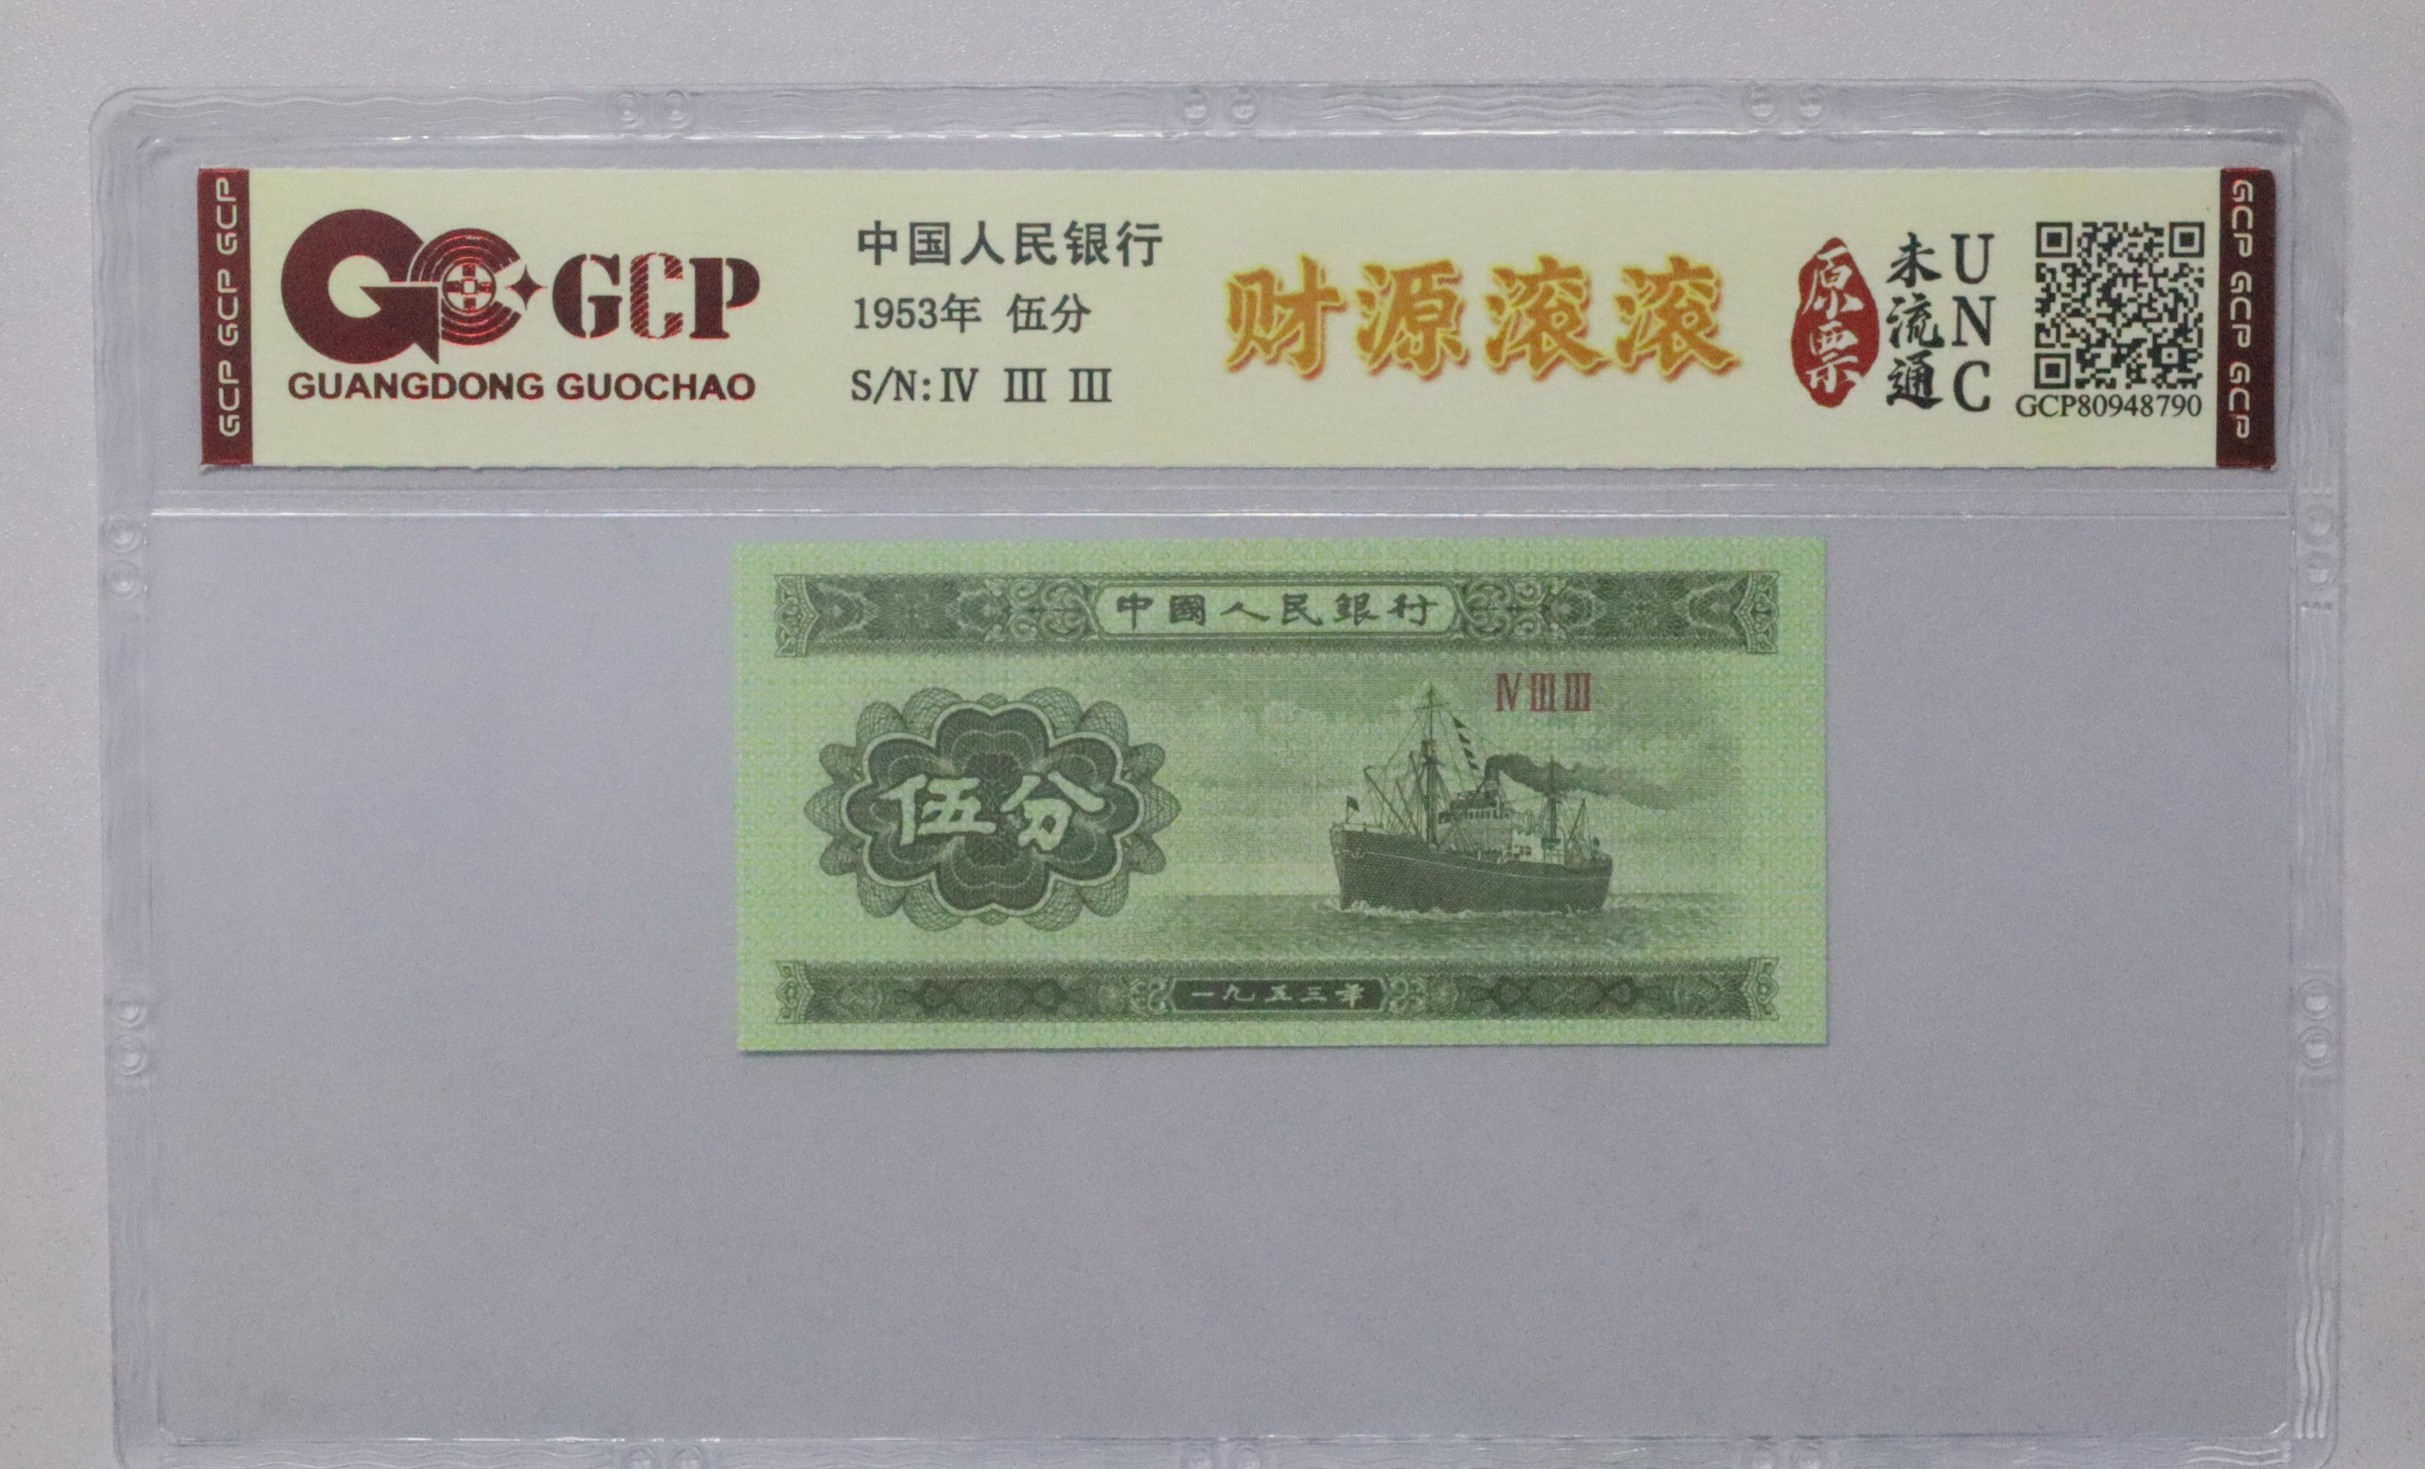 GCP GCP GCP
GCP
GUANGDONG GUOCHAO
中国人民银行
1953年 伍分
S/N: Ⅳ Ⅲ Ⅲ
财源滚滚
原票
未流通
UNC
GCP80948790
GCP GCP GCP
中國人民銀行
Ⅳ Ⅲ Ⅲ
伍分
一九五三年